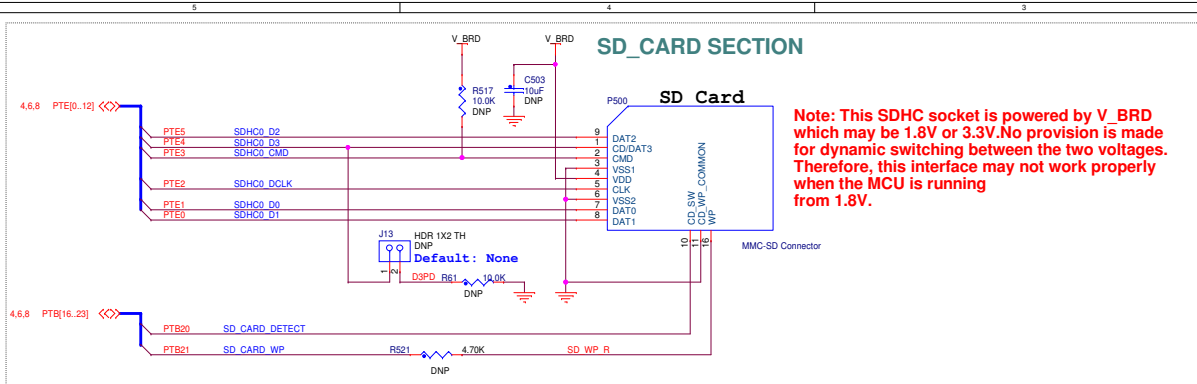 5 4 3
V_BRD V_BRD SD_CARD SECTION
R517
10.0K
DNP
C503
10uF
DNP
P500 SD Card
4,6,8 PTE[0..12]
PTE5 SDHC0_D2 9 DAT2
PTE4 SDHC0_D3 1 CD/DAT3
PTE3 SDHC0_CMD 2 CMD
3 VSS1
4 VDD
PTE2 SDHC0_DCLK 5 CLK
6 VSS2
PTE1 SDHC0_D0 7 DAT0
PTE0 SDHC0_D1 8 DAT1
CD_SW
CD_WP_COMMON
WP
10
11
16
MMC-SD Connector
Note: This SDHC socket is powered by V_BRD
which may be 1.8V or 3.3V.No provision is made
for dynamic switching between the two voltages.
Therefore, this interface may not work properly
when the MCU is running
from 1.8V.
J13 HDR 1X2 TH
DNP
Default: None
1
2
D3PD R61 10.0K
DNP
4,6,8 PTB[16..23]
PTB20 SD_CARD_DETECT
PTB21 SD_CARD_WP R521 4.70K SD_WP_R
DNP